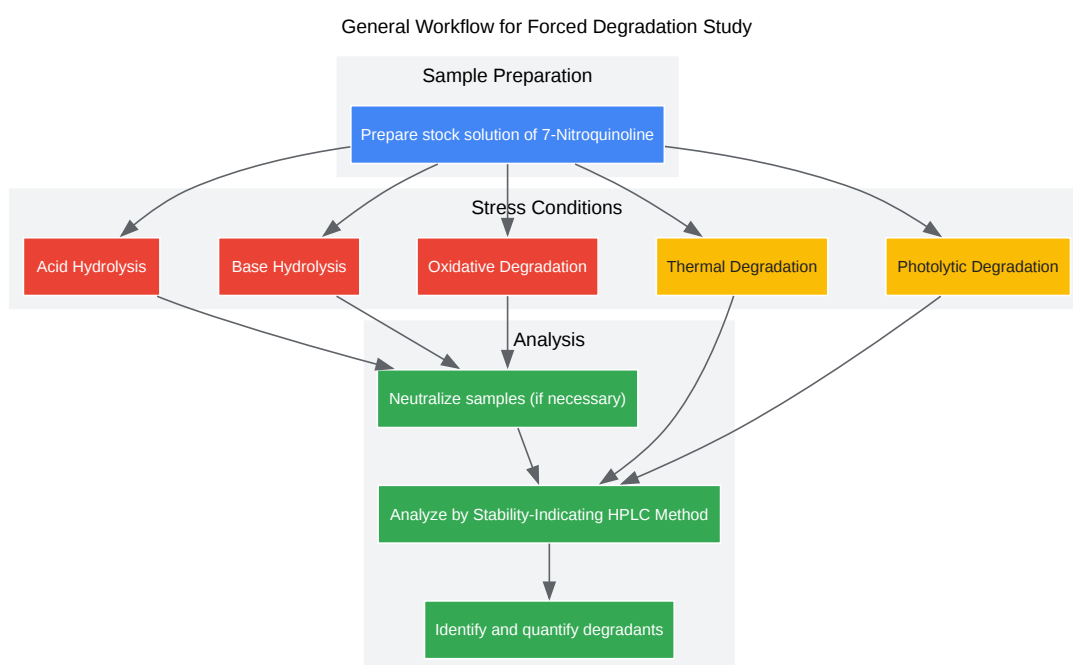 General Workflow for Forced Degradation Study
Sample Preparation
Prepare stock solution of 7-Nitroquinoline
Stress Conditions
Acid Hydrolysis
Base Hydrolysis
Oxidative Degradation
Thermal Degradation
Photolytic Degradation
Analysis
Neutralize samples (if necessary)
Analyze by Stability-Indicating HPLC Method
Identify and quantify degradants